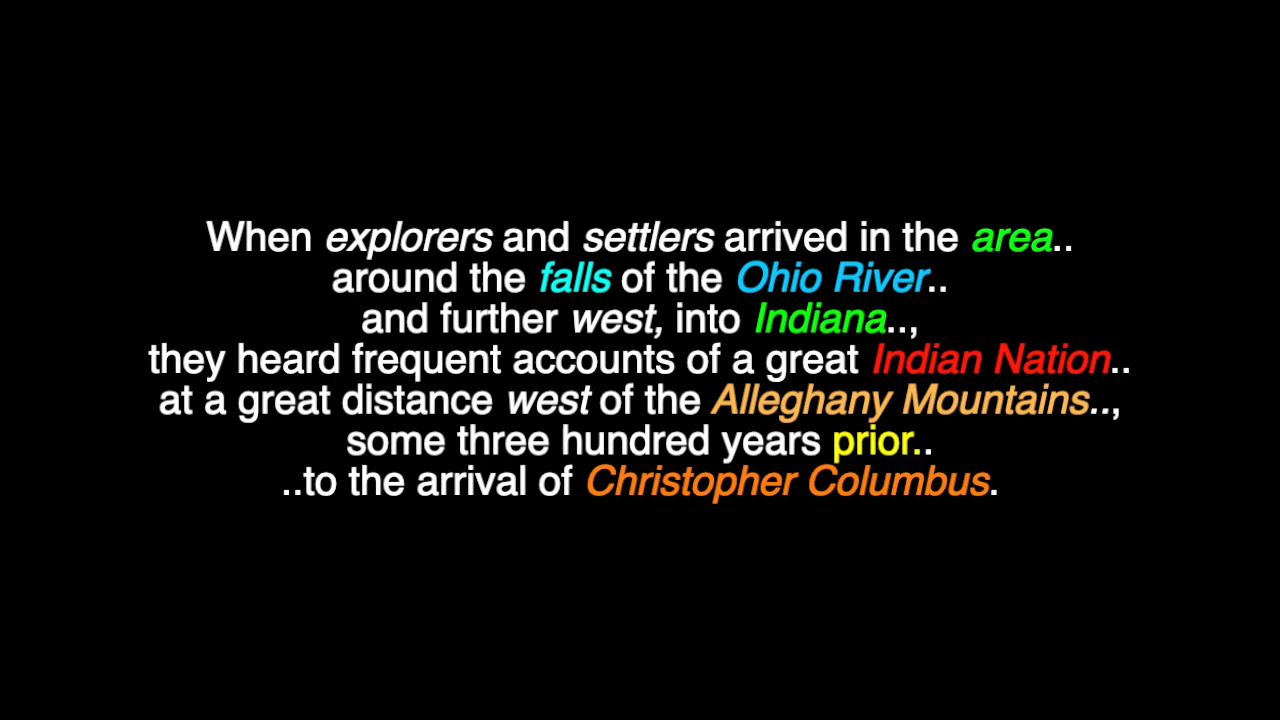 When explorers and settlers arrived in the area..
around the falls of the Ohio River..
and further west, into Indiana..,
they heard frequent accounts of a great Indian Nation..
at a great distance west of the Alleghany Mountains..,
some three hundred years prior..
..to the arrival of Christopher Columbus.